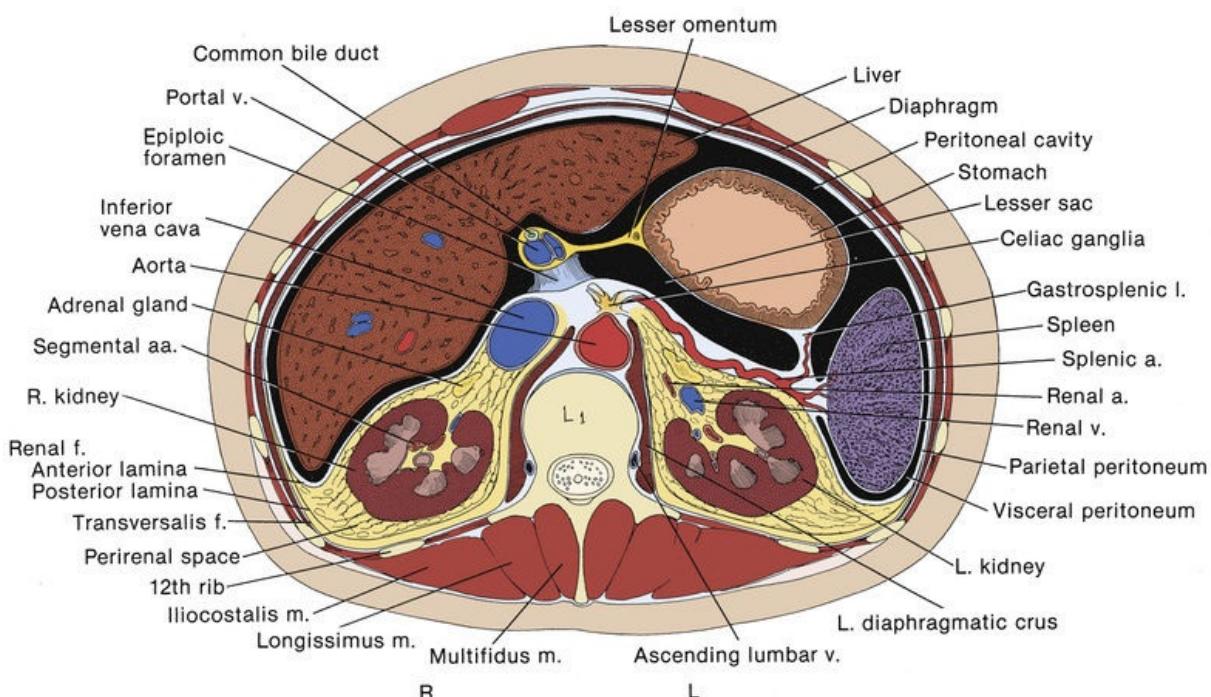 Lesser omentum
Common bile duct
Portal v.
Epiploic
foramen
Inferior
vena cava
Aorta
Adrenal gland
Segmental aa.
R. kidney
Renal f.
Anterior lamina
Posterior lamina
Transversalis f.
Perirenal space
12th rib
Iliocostalis m.
Longissimus m.
Multifidus m.
Liver
Diaphragm
Peritoneal cavity
Stomach
Lesser sac
Celiac ganglia
Gastrosplenic l.
Spleen
Splenic a.
Renal a.
Renal v.
Parietal peritoneum
Visceral peritoneum
L. kidney
L. diaphragmatic crus
Ascending lumbar v.
L1
R
L